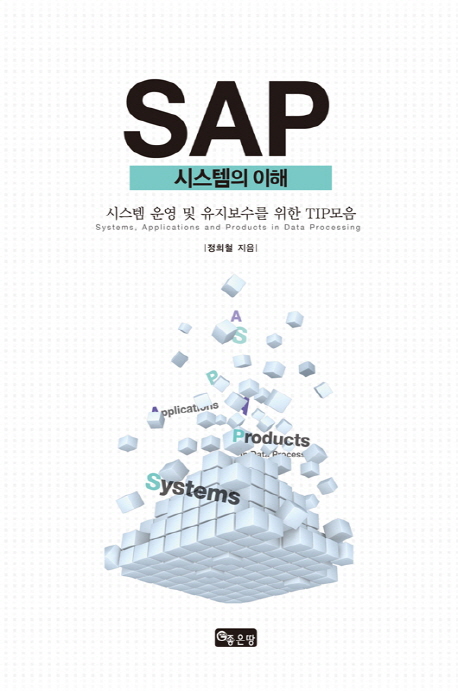 SAP
시스템의 이해
시스템 운영 및 유지보수를 위한 TIP모음
Systems, Applications and Products in Data Processing
|정희철 지음|
A
S
P
A
Applications
Products
in Data Process
Systems
좋은땅